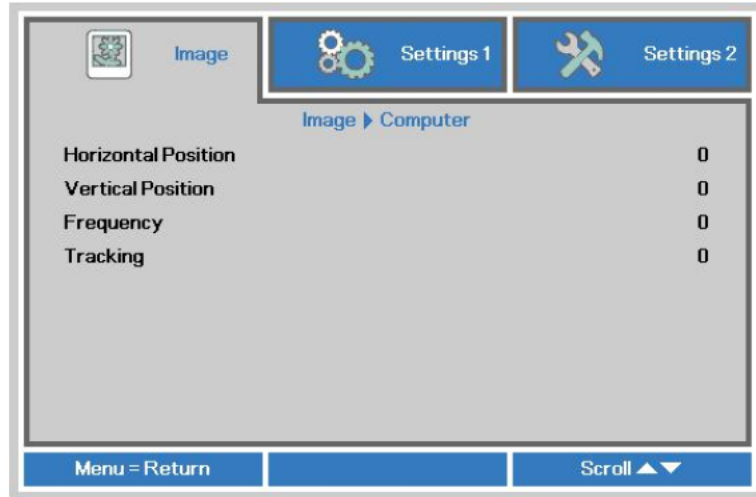 Image
Settings 1
Settings 2
Image ▶ Computer
Horizontal Position 0
Vertical Position 0
Frequency 0
Tracking 0
Menu = Return
Scroll ▲▼